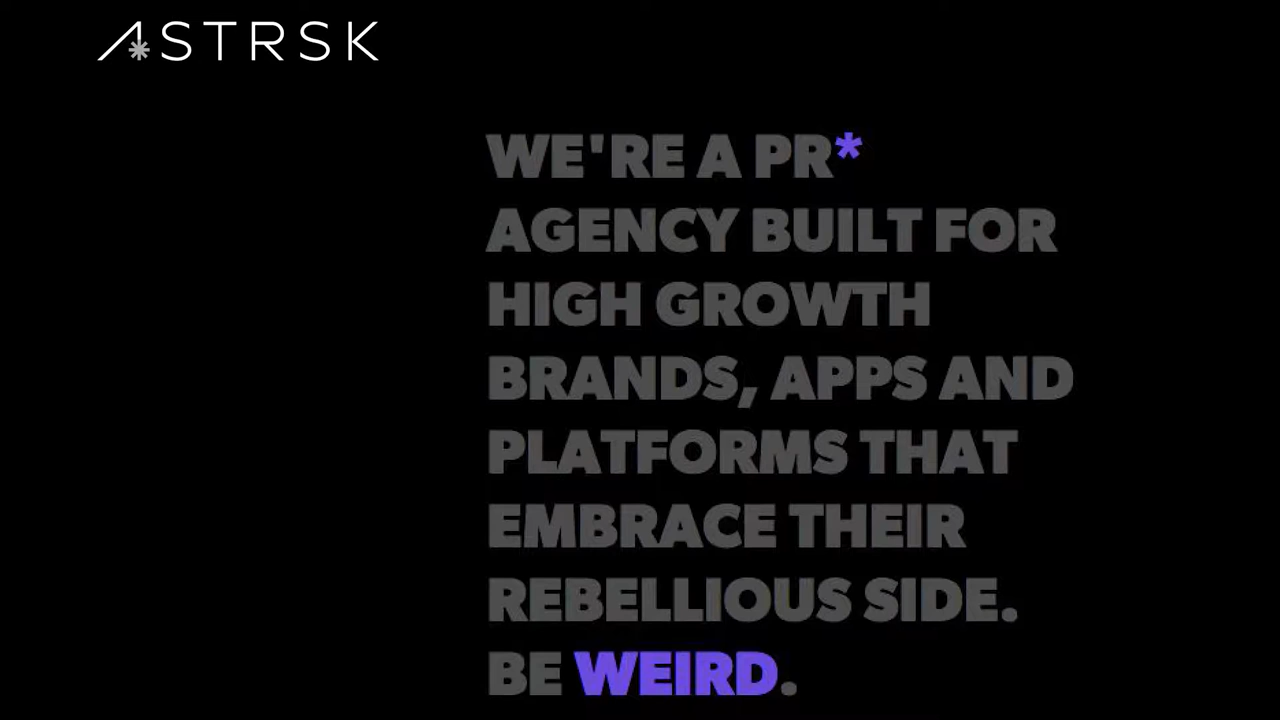 ASTRSK
WE'RE A PR*
AGENCY BUILT FOR
HIGH GROWTH
BRANDS, APPS AND
PLATFORMS THAT
EMBRACE THEIR
REBELLIOUS SIDE.
BE WEIRD.